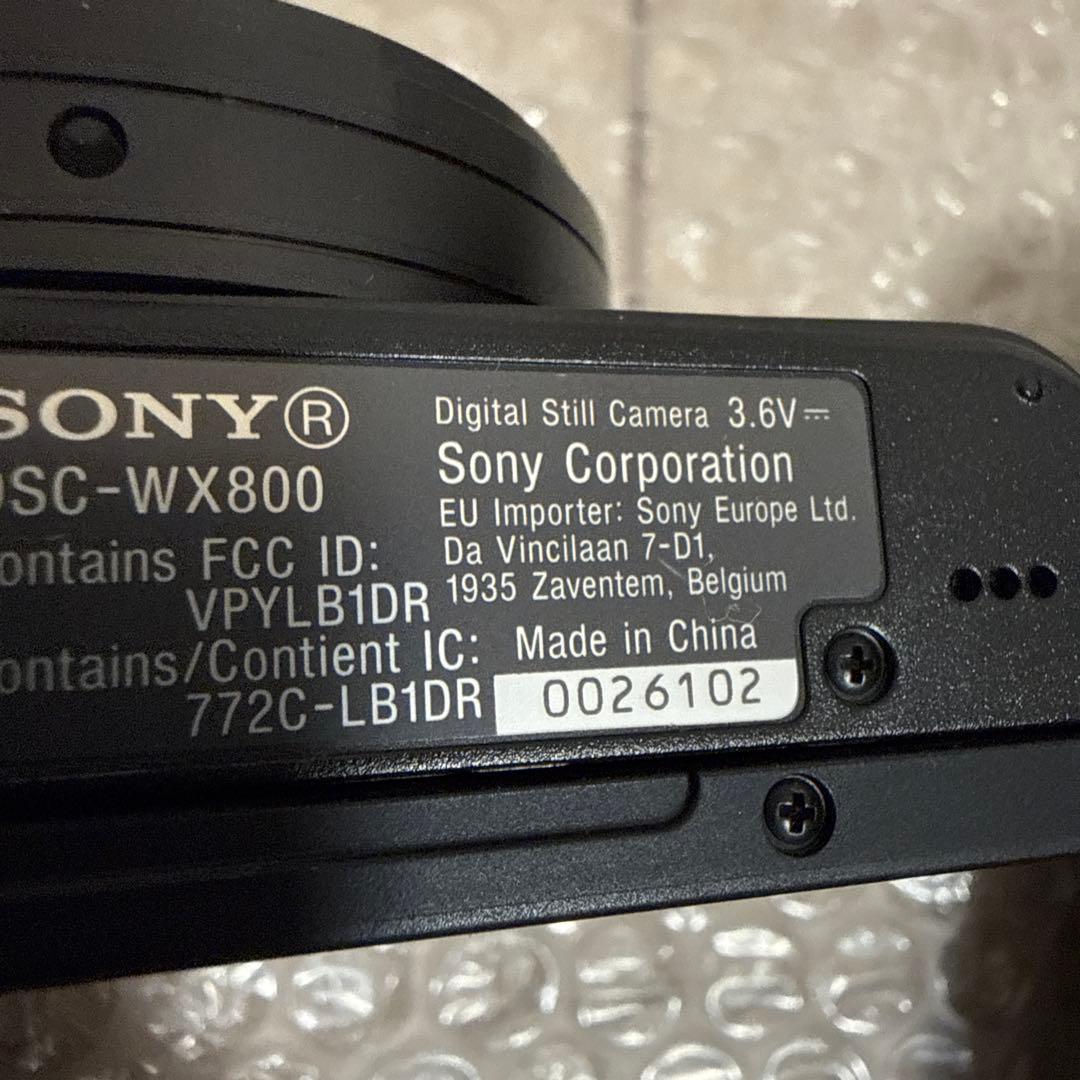 SONY®
DSC-WX800
Contains FCC ID:
VPYLB1DR
Contains/Contient IC:
772C-LB1DR
Digital Still Camera 3.6V⎓
Sony Corporation
EU Importer: Sony Europe Ltd.
Da Vincilaan 7-D1,
1935 Zaventem, Belgium
Made in China
0026102